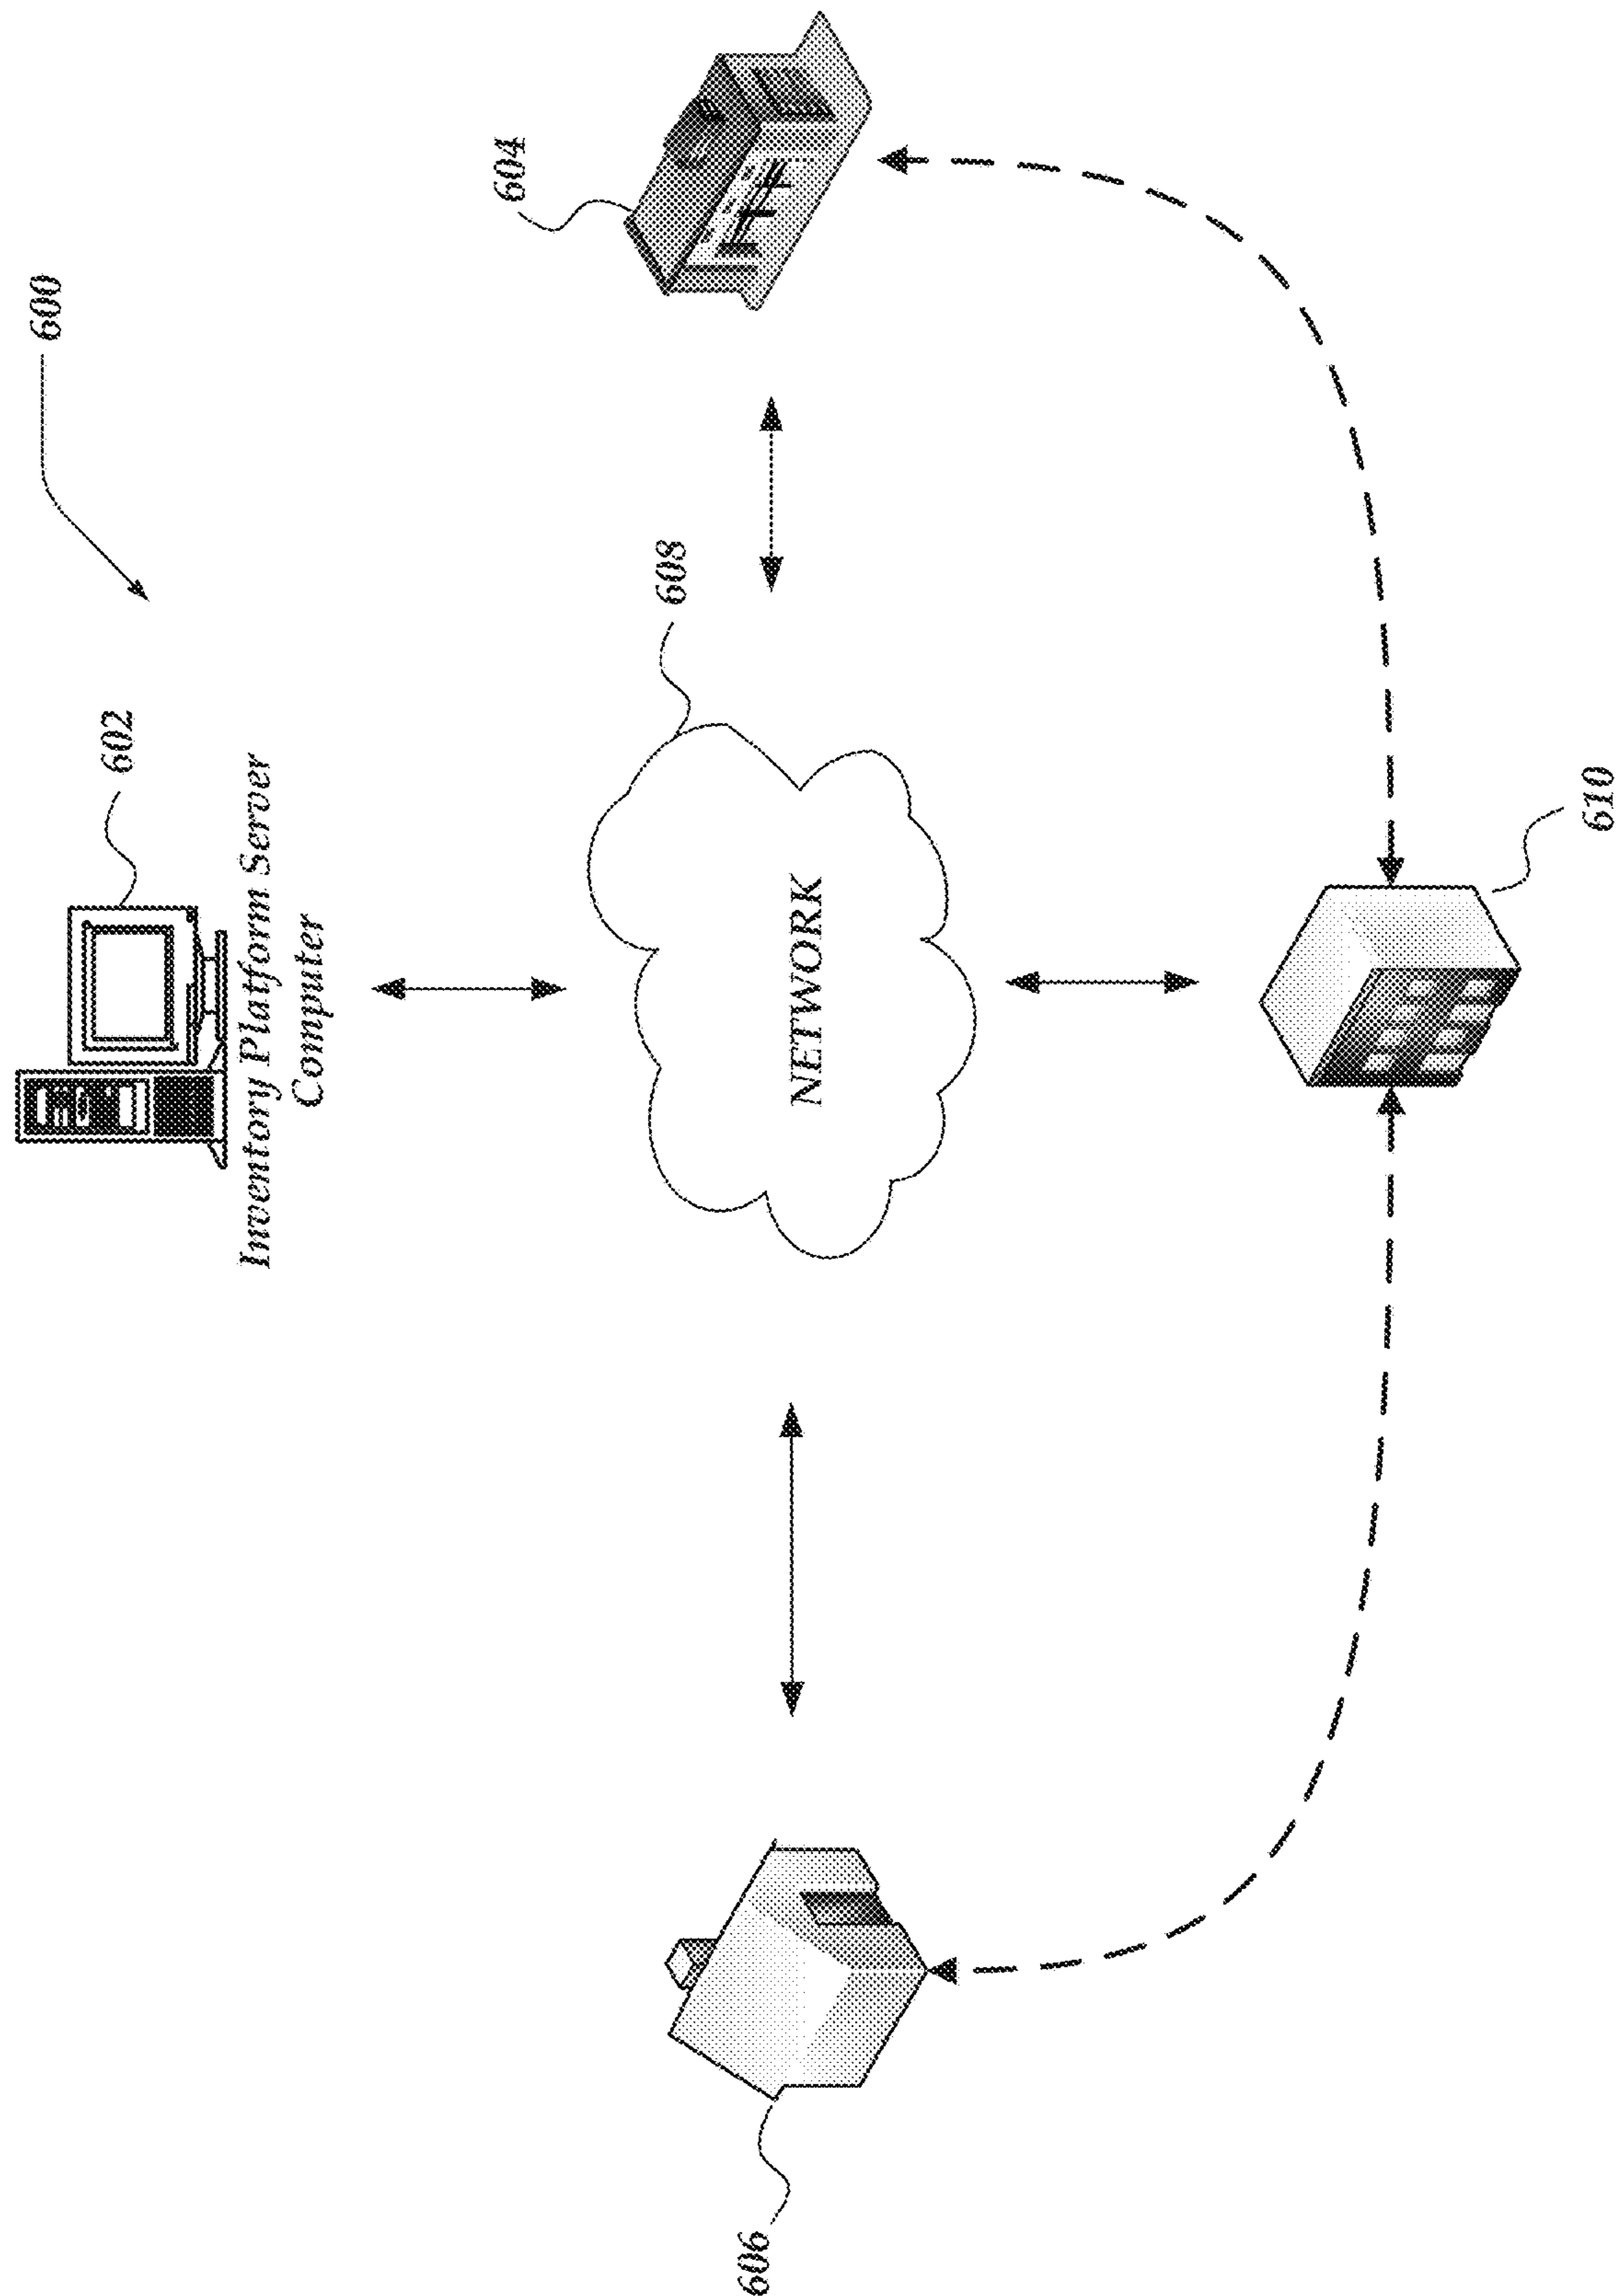 600
602
Inventory Platform Server
Computer
604
608
NETWORK
606
610